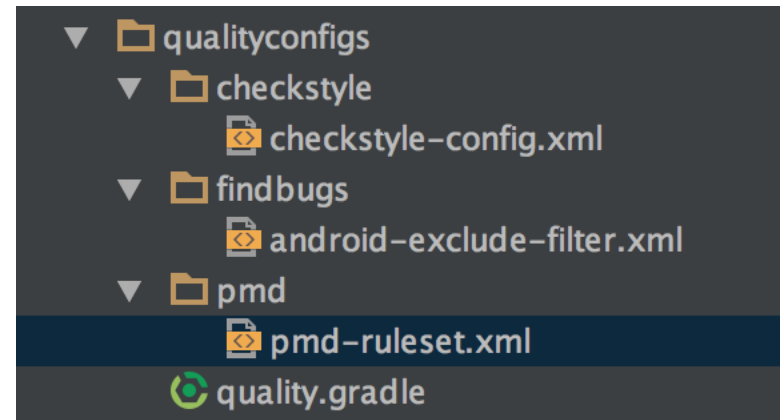 qualityconfigs
checkstyle
checkstyle-config.xml
findbugs
android-exclude-filter.xml
pmd
pmd-ruleset.xml
quality.gradle